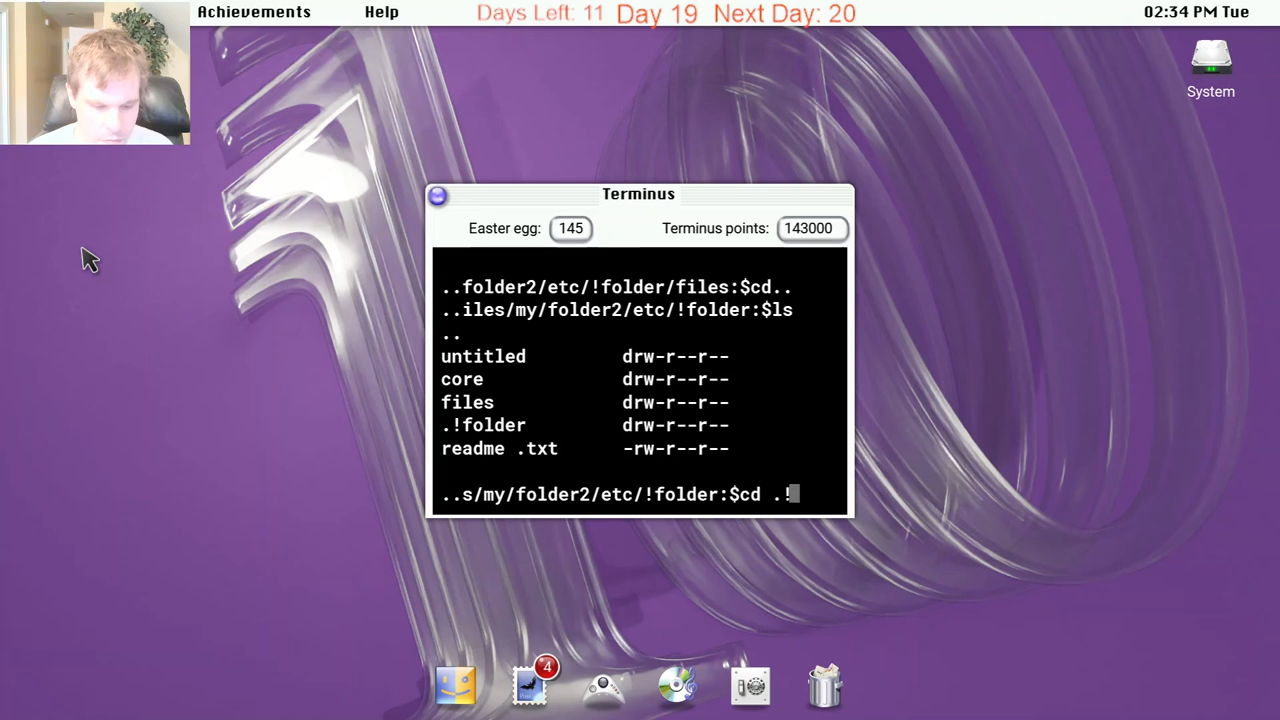 Achievements Help Days Left: 11 Day 19 Next Day: 20 02:34 PM Tue
System
Terminus
Easter egg: 145 Terminus points: 143000
..folder2/etc/!folder/files:$cd..
..iles/my/folder2/etc/!folder:$ls
..
untitled drw-r--r--
core drw-r--r--
files drw-r--r--
.!folder drw-r--r--
readme .txt -rw-r--r--
..s/my/folder2/etc/!folder:$cd .!
4